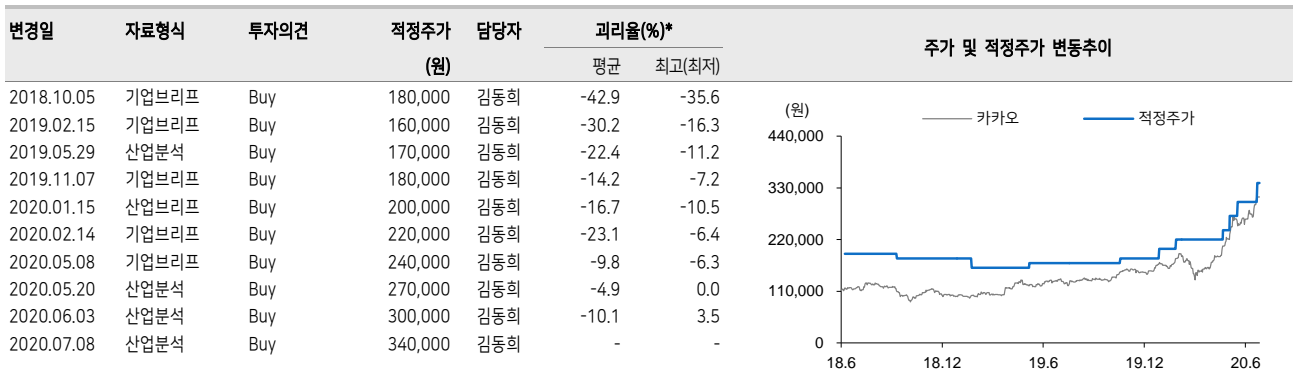 변경일 자료형식 투자의견 적정주가 담당자 괴리율(%)* 주가 및 적정주가 변동추이
(원) 평균 최고(최저)
2018.10.05 기업브리프 Buy 180,000 김동희 -42.9 -35.6
2019.02.15 기업브리프 Buy 160,000 김동희 -30.2 -16.3
2019.05.29 산업분석 Buy 170,000 김동희 -22.4 -11.2
2019.11.07 기업브리프 Buy 180,000 김동희 -14.2 -7.2
2020.01.15 산업브리프 Buy 200,000 김동희 -16.7 -10.5
2020.02.14 기업브리프 Buy 220,000 김동희 -23.1 -6.4
2020.05.08 기업브리프 Buy 240,000 김동희 -9.8 -6.3
2020.05.20 산업분석 Buy 270,000 김동희 -4.9 0.0
2020.06.03 산업분석 Buy 300,000 김동희 -10.1 3.5
2020.07.08 산업분석 Buy 340,000 김동희 - -
(원) 카카오 적정주가
440,000
330,000
220,000
110,000
0
18.6 18.12 19.6 19.12 20.6